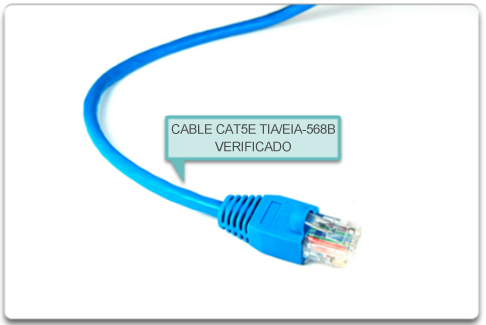 CABLE CAT5E TIA/EIA-568B
VERIFICADO